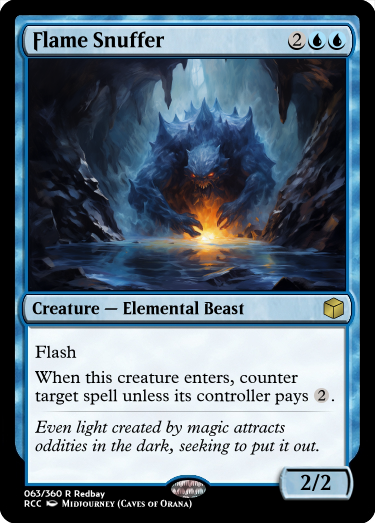 Flame Snuffer 2
Creature — Elemental Beast
Flash
When this creature enters, counter
target spell unless its controller pays 2.
Even light created by magic attracts
oddities in the dark, seeking to put it out.
2/2
063/360 R Redbay
RCC Midjourney (Caves of Orana)